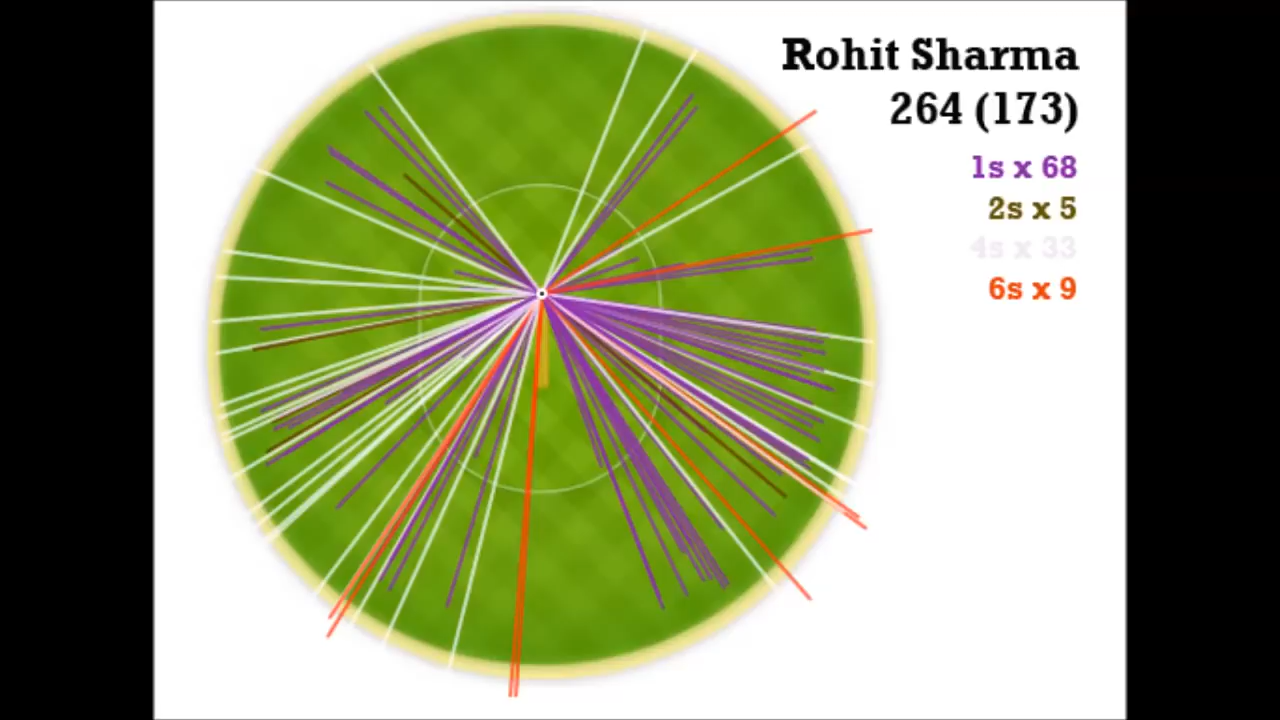 Rohit Sharma
264 (173)
1s x 68
2s x 5
4s x 33
6s x 9